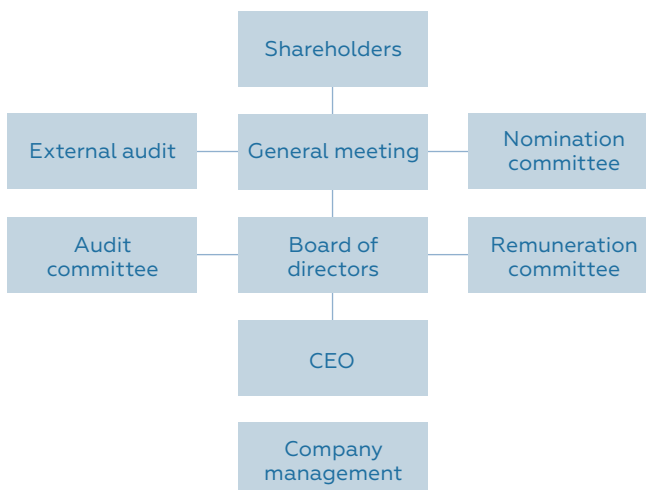 Shareholders
External audit
General meeting
Nomination
committee
Audit
committee
Board of
directors
Remuneration
committee
CEO
Company
management